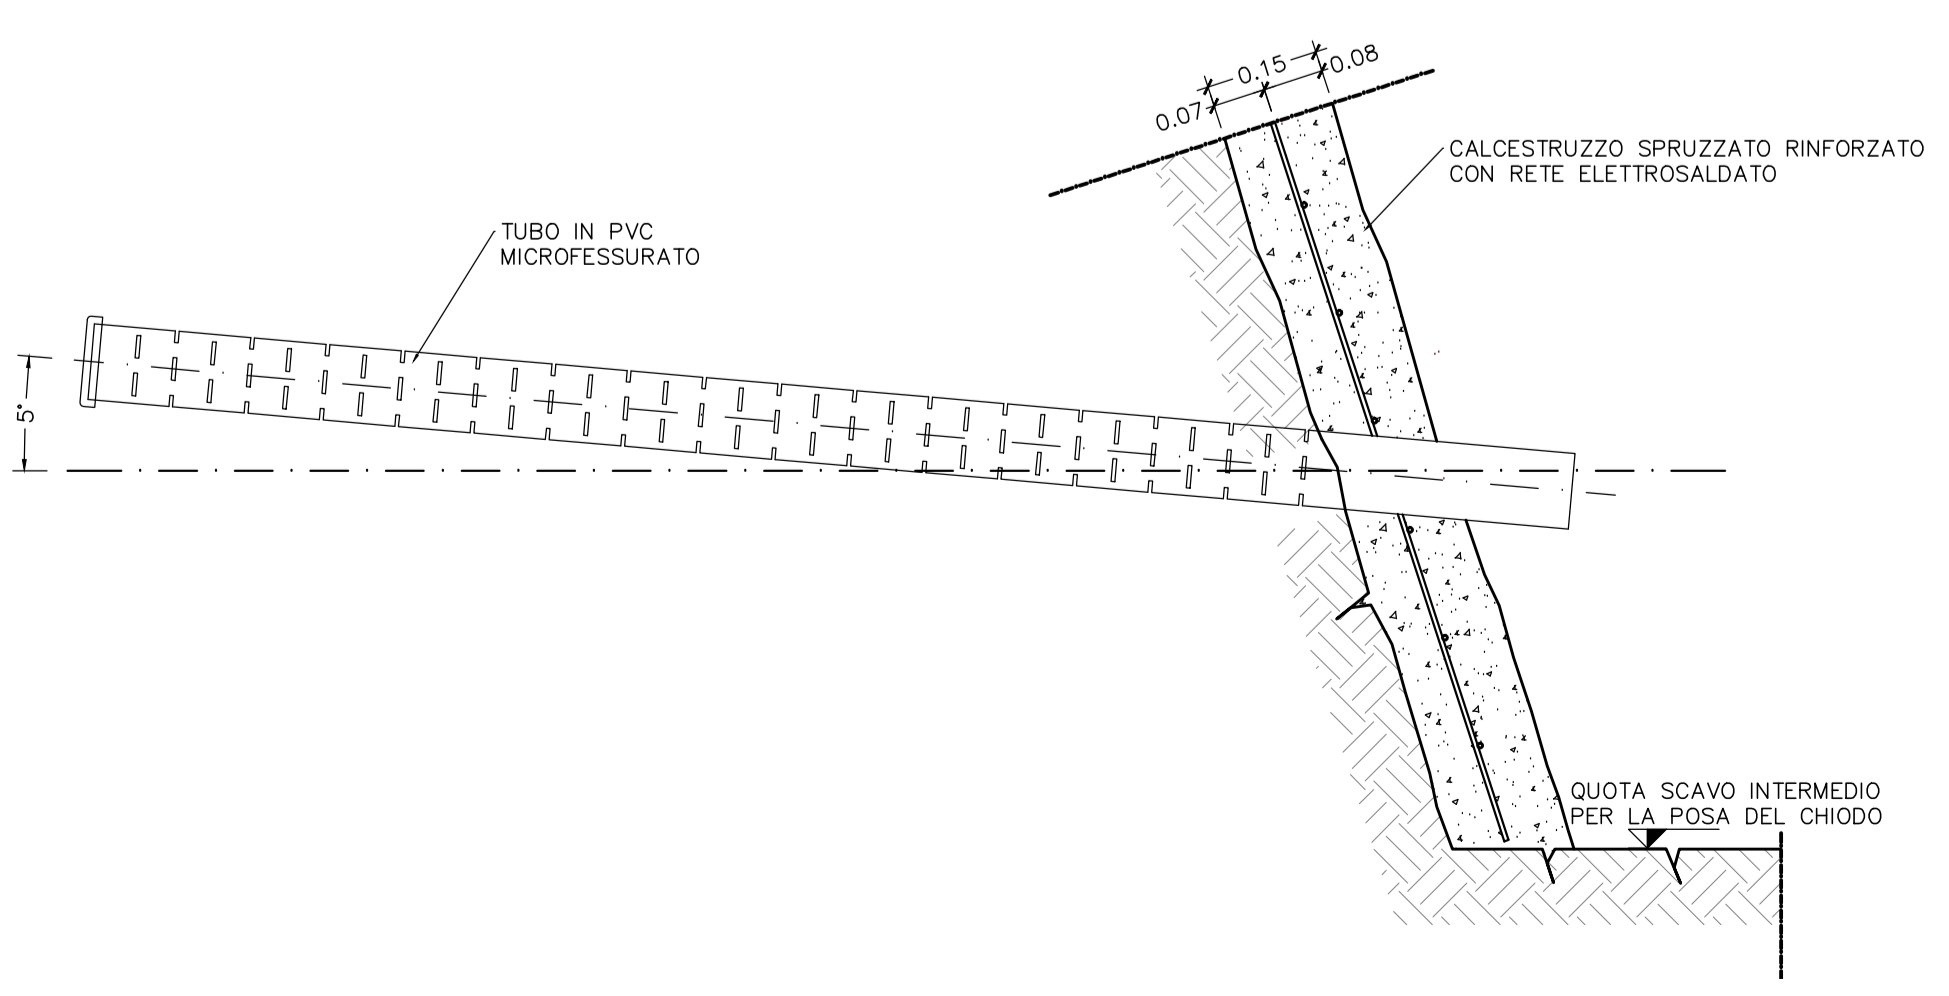 0.15
0.08
0.07
CALCESTRUZZO SPRUZZATO RINFORZATO
CON RETE ELETTROSALDATO
TUBO IN PVC
MICROFESSURATO
5°
QUOTA SCAVO INTERMEDIO
PER LA POSA DEL CHIODO